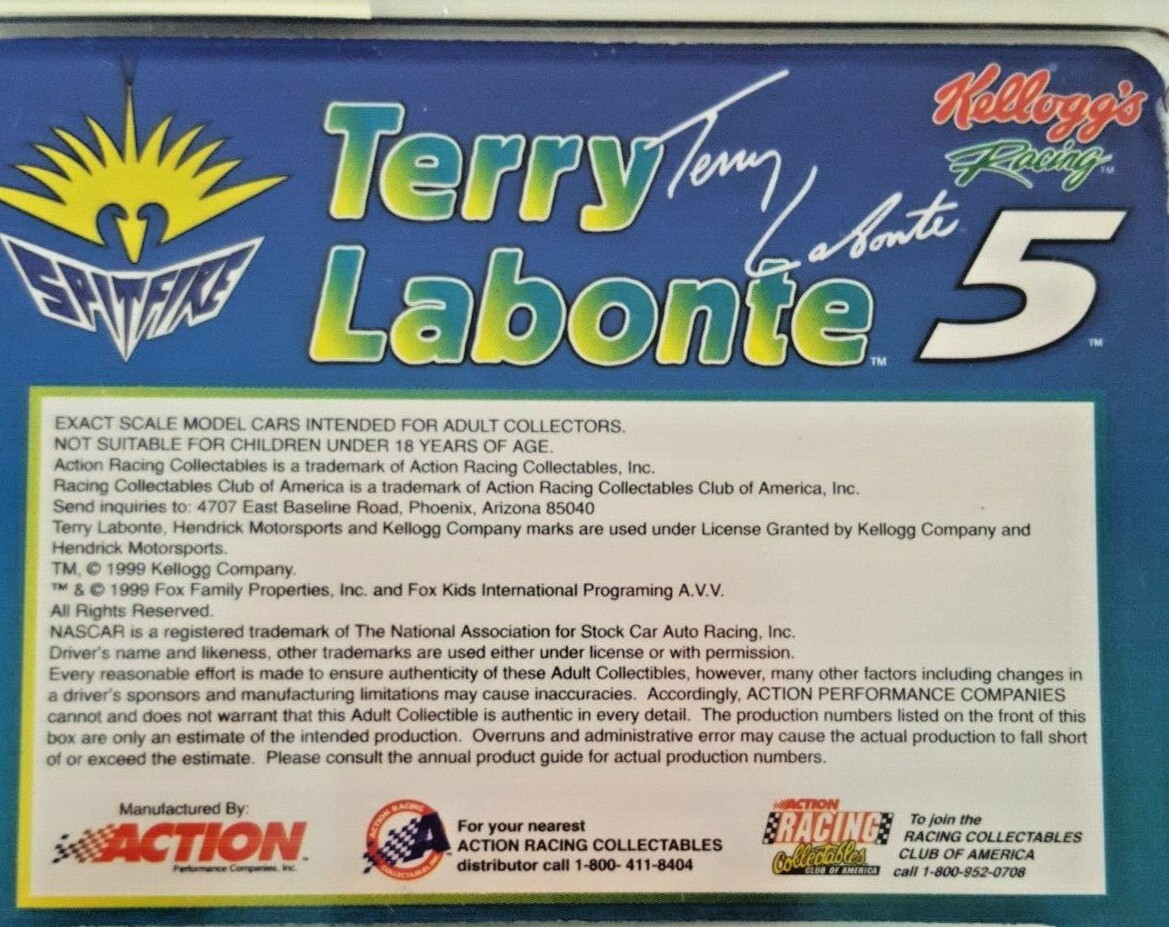 SPITFIRE
Terry
Labonte™
Terry
Labonte
Kellogg's
Racing™
5™
EXACT SCALE MODEL CARS INTENDED FOR ADULT COLLECTORS.
NOT SUITABLE FOR CHILDREN UNDER 18 YEARS OF AGE.
Action Racing Collectables is a trademark of Action Racing Collectables, Inc.
Racing Collectables Club of America is a trademark of Action Racing Collectables Club of America, Inc.
Send inquiries to: 4707 East Baseline Road, Phoenix, Arizona 85040
Terry Labonte, Hendrick Motorsports and Kellogg Company marks are used under License Granted by Kellogg Company and
Hendrick Motorsports.
TM, © 1999 Kellogg Company.
™ & © 1999 Fox Family Properties, Inc. and Fox Kids International Programing A.V.V.
All Rights Reserved.
NASCAR is a registered trademark of The National Association for Stock Car Auto Racing, Inc.
Driver's name and likeness, other trademarks are used either under license or with permission.
Every reasonable effort is made to ensure authenticity of these Adult Collectibles, however, many other factors including changes in
a driver's sponsors and manufacturing limitations may cause inaccuracies. Accordingly, ACTION PERFORMANCE COMPANIES
cannot and does not warrant that this Adult Collectible is authentic in every detail. The production numbers listed on the front of this
box are only an estimate of the intended production. Overruns and administrative error may cause the actual production to fall short
of or exceed the estimate. Please consult the annual product guide for actual production numbers.
Manufactured By:
ACTION™
Performance Companies, Inc.
ACTION RACING
A
COLLECTABLES, INC.
For your nearest
ACTION RACING COLLECTABLES
distributor call 1-800- 411-8404
ACTION
RACING
Collectables
CLUB OF AMERICA
To join the
RACING COLLECTABLES
CLUB OF AMERICA
call 1-800-952-0708